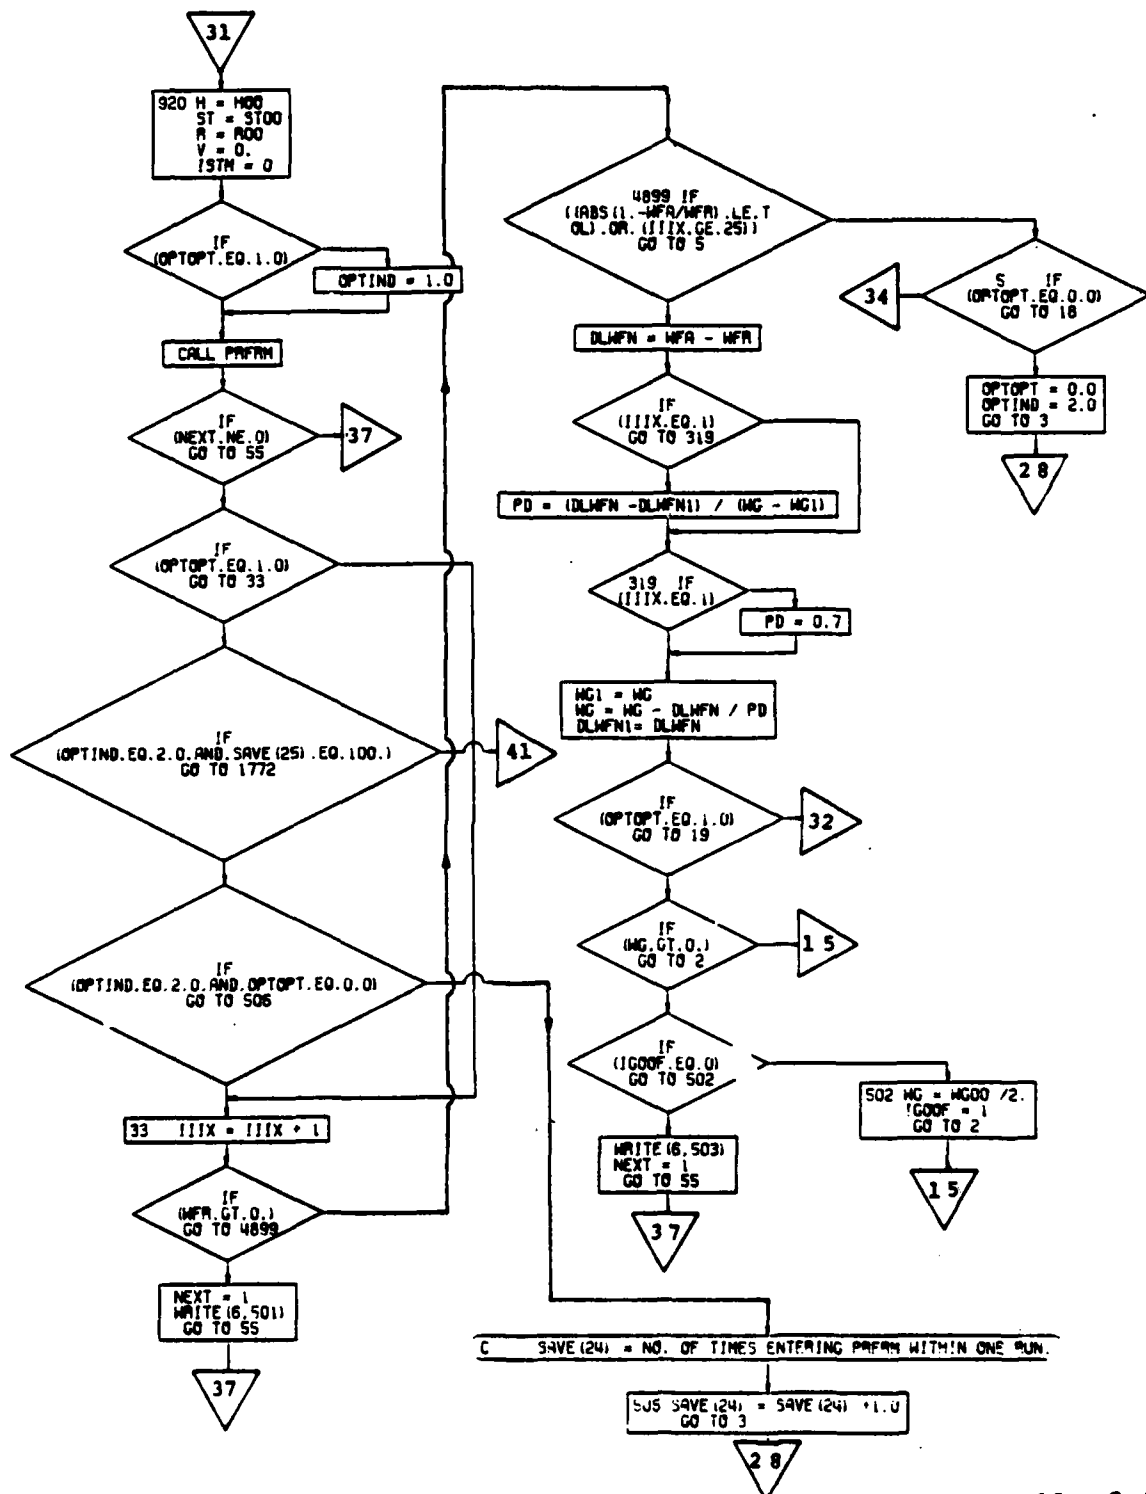 31
920 H = H00
ST = ST00
R = R00
V = 0.
ISTM = 0
IF
(OPTOPT.EQ.1.0)
OPTIND = 1.0
CALL PRFRM
IF
(NEXT.NE.0)
GO TO 55
37
IF
(OPTOPT.EQ.1.0)
GO TO 33
IF
(OPTIND.EQ.2.0.AND.SAVE(25).EQ.100.)
GO TO 1772
41
IF
(OPTIND.EQ.2.0.AND.OPTOPT.EQ.0.0)
GO TO 506
33 IIIX = IIIX + 1
IF
(WFR.GT.0.)
GO TO 4899
NEXT = 1
WRITE(6,501)
GO TO 55
37
4899 IF
((ABS(1.-WFA/WFR).LE.T
OL).OR.(IIIX.GE.25))
GO TO 5
5 IF
(OPTOPT.EQ.0.0)
GO TO 18
34
OPTOPT = 0.0
OPTIND = 2.0
GO TO 3
28
DLWFN = WFA - WFR
IF
(IIIX.EQ.1)
GO TO 319
PD = (DLWFN -DLWFN1) / (WG - WG1)
319 IF
(IIIX.EQ.1)
PD = 0.7
WG1 = WG
WG = WG - DLWFN / PD
DLWFN1= DLWFN
IF
(OPTOPT.EQ.1.0)
GO TO 19
32
IF
(WG.GT.0.)
GO TO 2
15
IF
(IGOOF.EQ.0)
GO TO 502
502 WG = WG00 /2.
IGOOF = 1
GO TO 2
15
WRITE(6,503)
NEXT = 1
GO TO 55
37
C SAVE(24) = NO. OF TIMES ENTERING PRFRM WITHIN ONE RUN.
SAVE(24) = SAVE(24) +1.0
GO TO 3
28